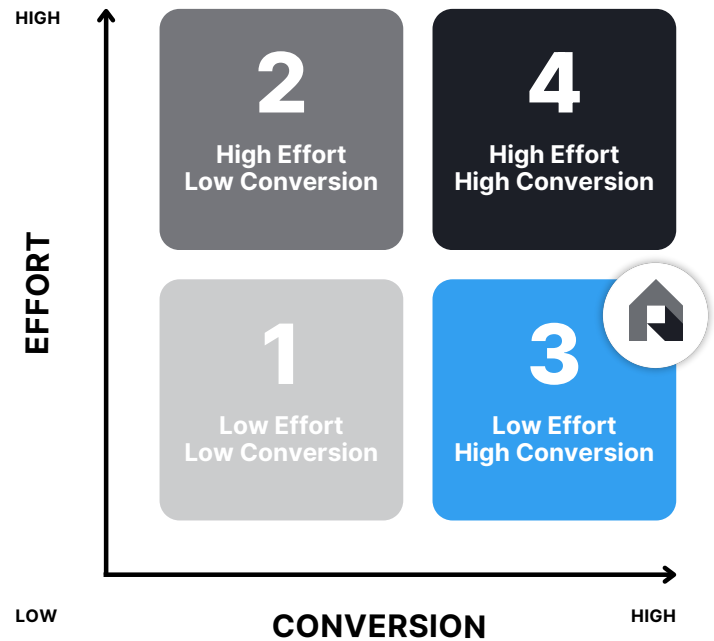 HIGH
2
High Effort
Low Conversion
4
High Effort
High Conversion
EFFORT
1
Low Effort
Low Conversion
3
Low Effort
High Conversion
LOW
CONVERSION
HIGH